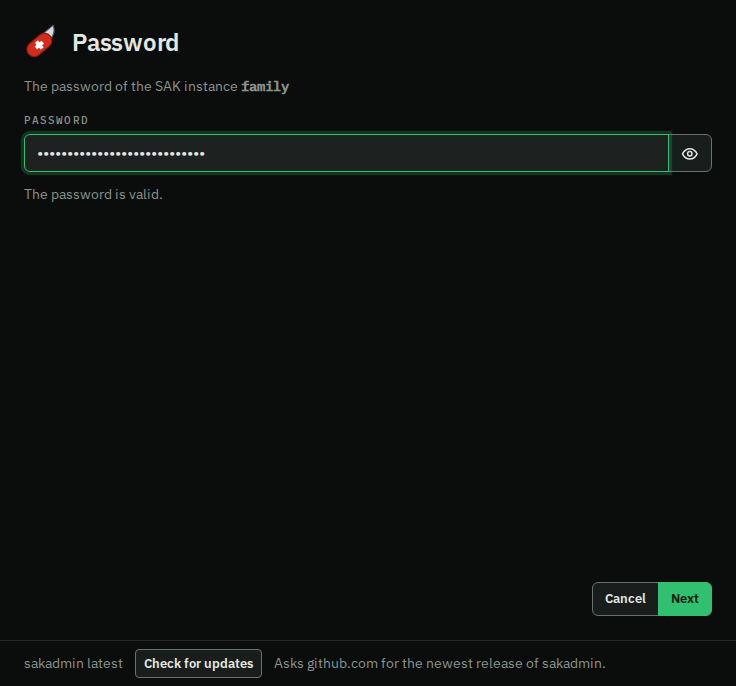 Password
The password of the SAK instance family
PASSWORD
••••••••••••••••••••••••••••
The password is valid.
Cancel
Next
sakadmin latest
Check for updates
Asks github.com for the newest release of sakadmin.